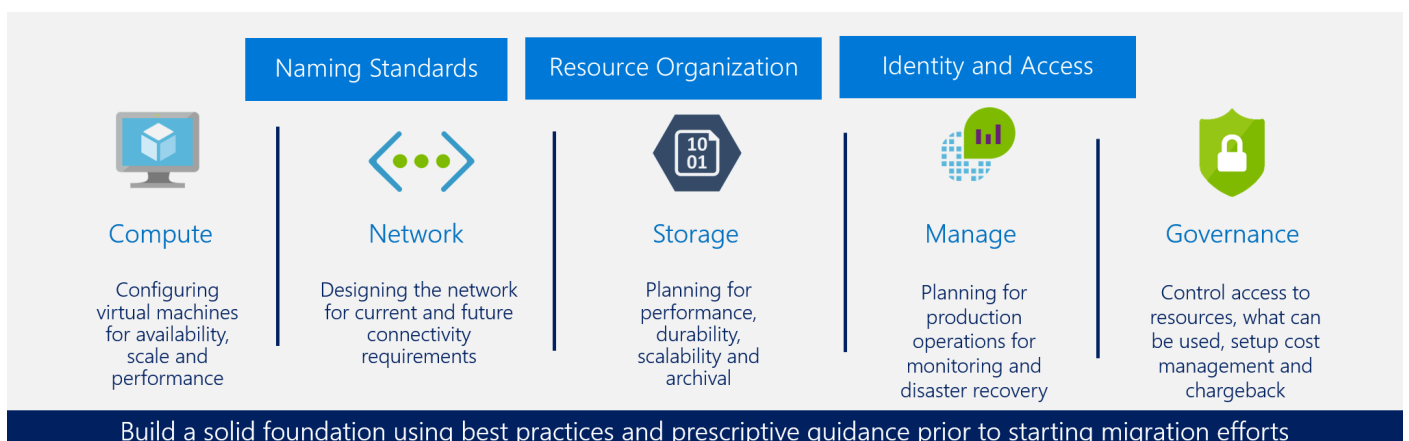 Naming Standards
Resource Organization
Identity and Access
10
01
Compute
Configuring
virtual machines
for availability,
scale and
performance
Network
Designing the network
for current and future
connectivity
requirements
Storage
Planning for
performance,
durability,
scalability and
archival
Manage
Planning for
production
operations for
monitoring and
disaster recovery
Governance
Control access to
resources, what can
be used, setup cost
management and
chargeback
Build a solid foundation using best practices and prescriptive guidance prior to starting migration efforts